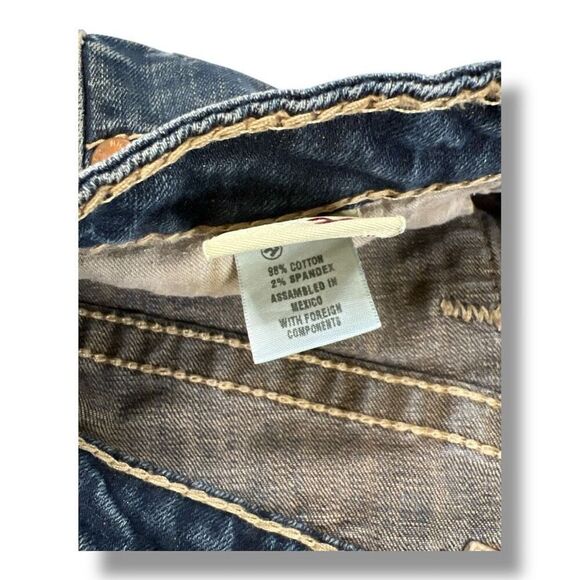 98% COTTON
2% SPANDEX
ASSEMBLED IN
MEXICO
WITH FOREIGN
COMPONENTS